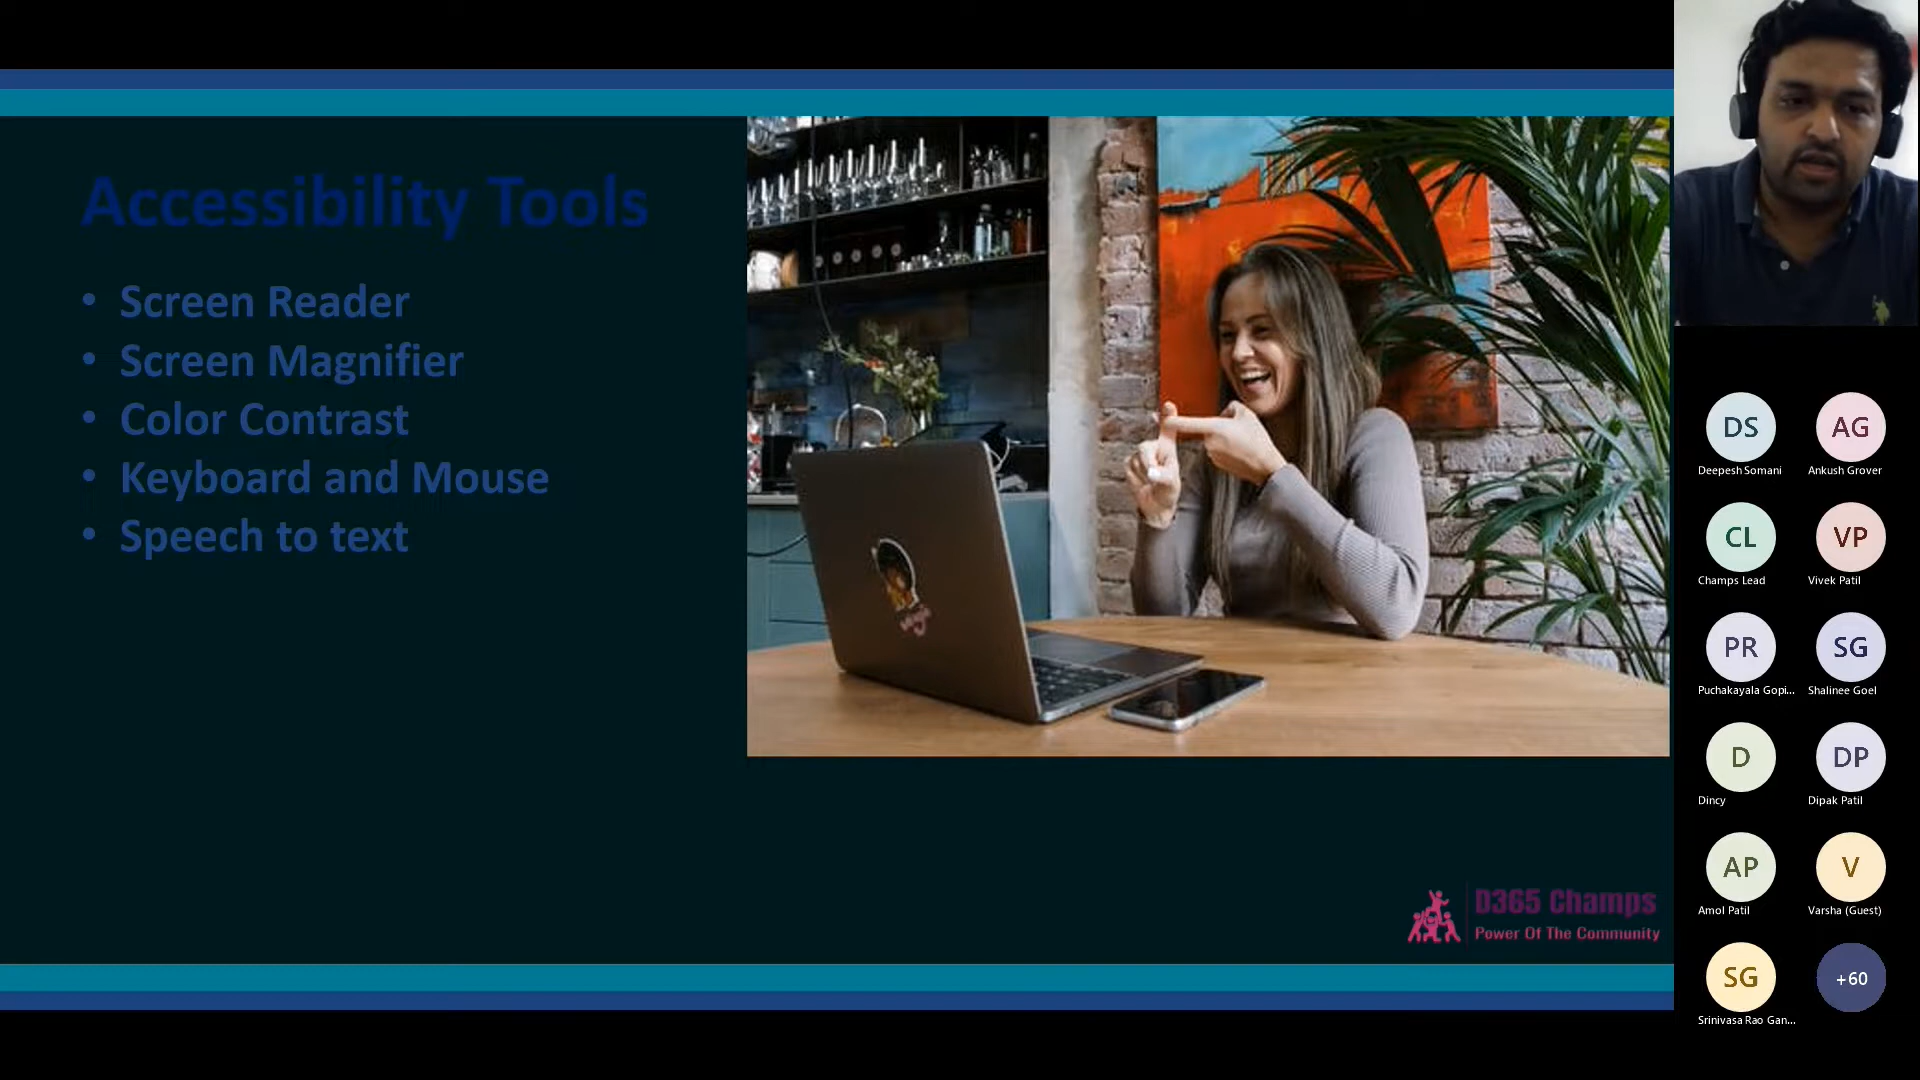 Accessibility Tools
• Screen Reader
• Screen Magnifier
• Color Contrast
• Keyboard and Mouse
• Speech to text
D365 Champs
Power Of The Community
DS
Deepesh Somani
AG
Ankush Grover
CL
Champs Lead
VP
Vivek Patil
PR
Puchakayala Gopi...
SG
Shalinee Goel
D
Dincy
DP
Dipak Patil
AP
Amol Patil
V
Varsha (Guest)
SG
Srinivasa Rao Gan...
+60